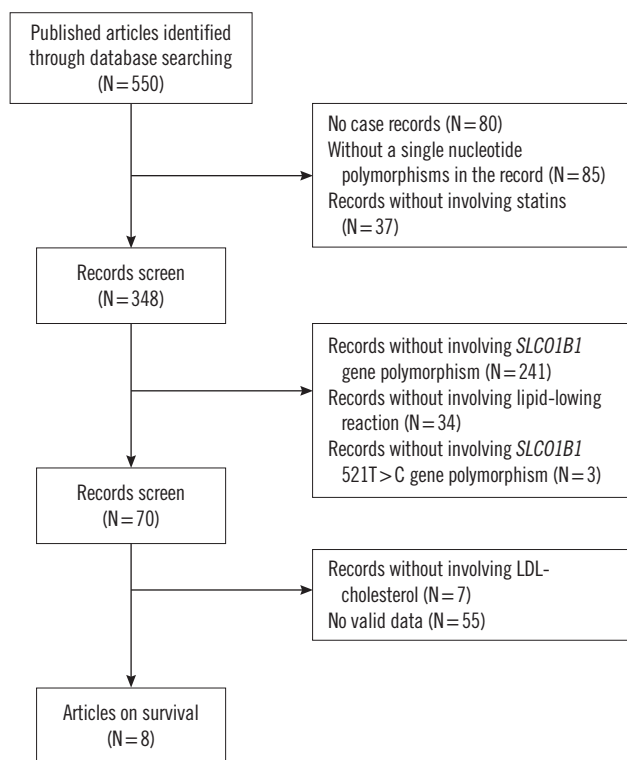 Published articles identified
through database searching
(N=550)
No case records (N=80)
Without a single nucleotide
polymorphisms in the record (N=85)
Records without involving statins
(N=37)
Records screen
(N=348)
Records without involving SLCO1B1
gene polymorphism (N=241)
Records without involving lipid-lowing
reaction (N=34)
Records without involving SLCO1B1
521T>C gene polymorphism (N=3)
Records screen
(N=70)
Records without involving LDL-
cholesterol (N=7)
No valid data (N=55)
Articles on survival
(N=8)